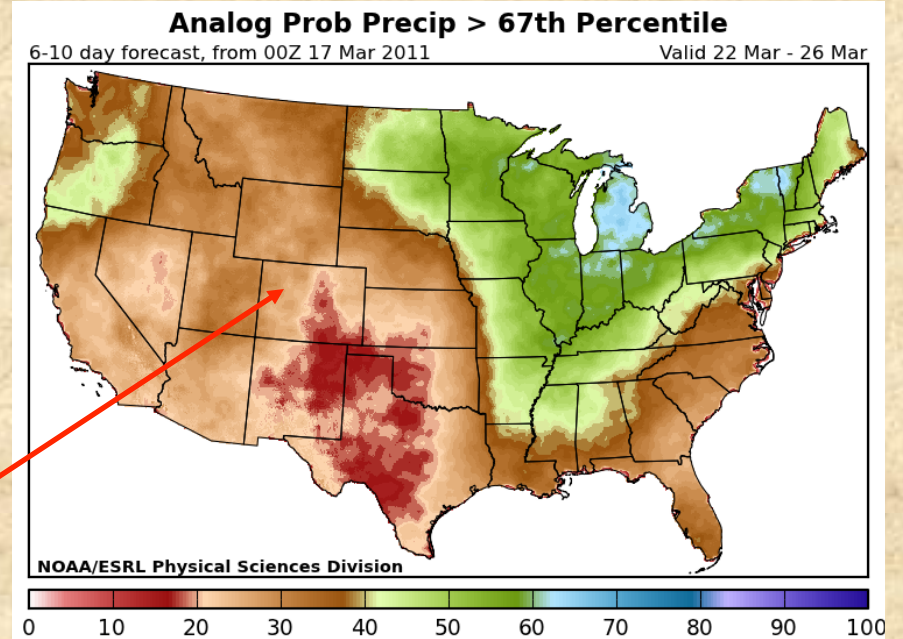 Analog Prob Precip > 67th Percentile
6-10 day forecast, from 00Z 17 Mar 2011 Valid 22 Mar - 26 Mar
NOAA/ESRL Physical Sciences Division
0 10 20 30 40 50 60 70 80 90 100